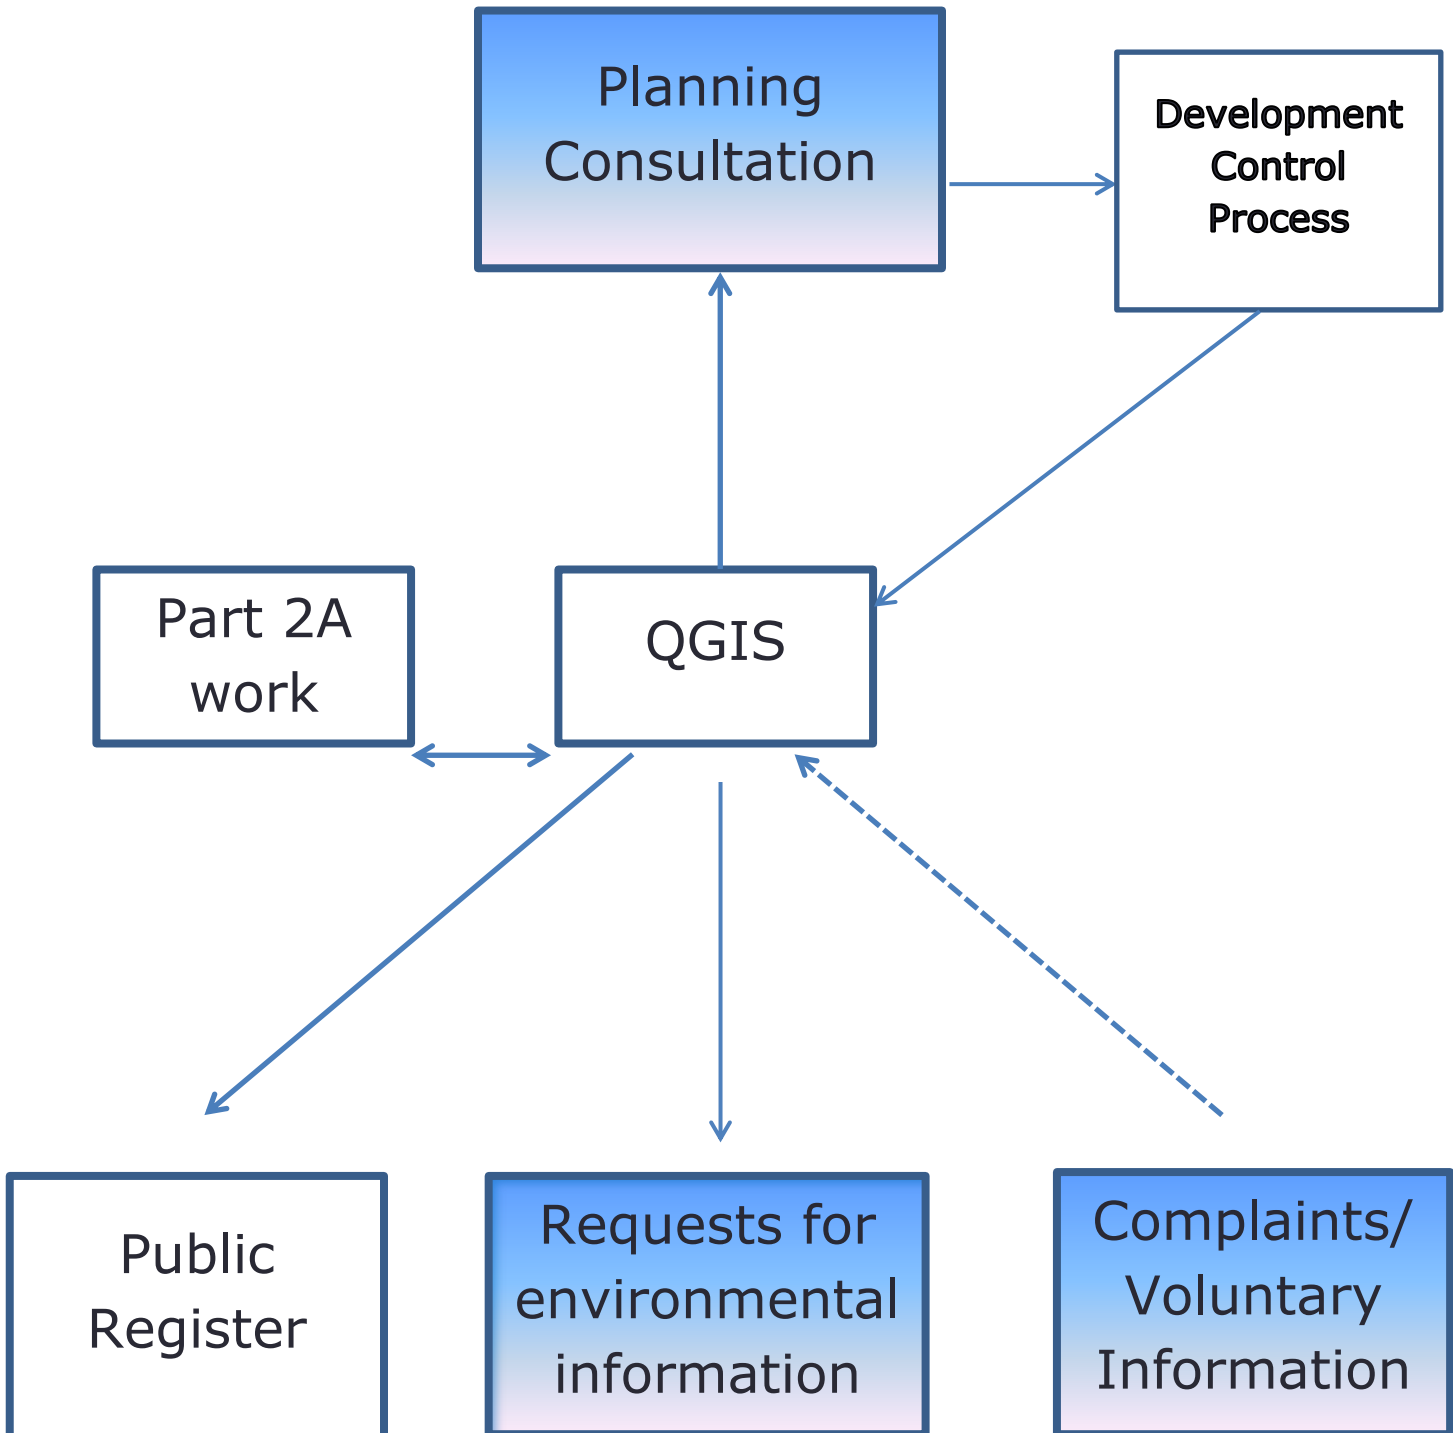 Planning
Consultation
Development
Control
Process
Part 2A
work
QGIS
Public
Register
Requests for
environmental
information
Complaints/
Voluntary
Information